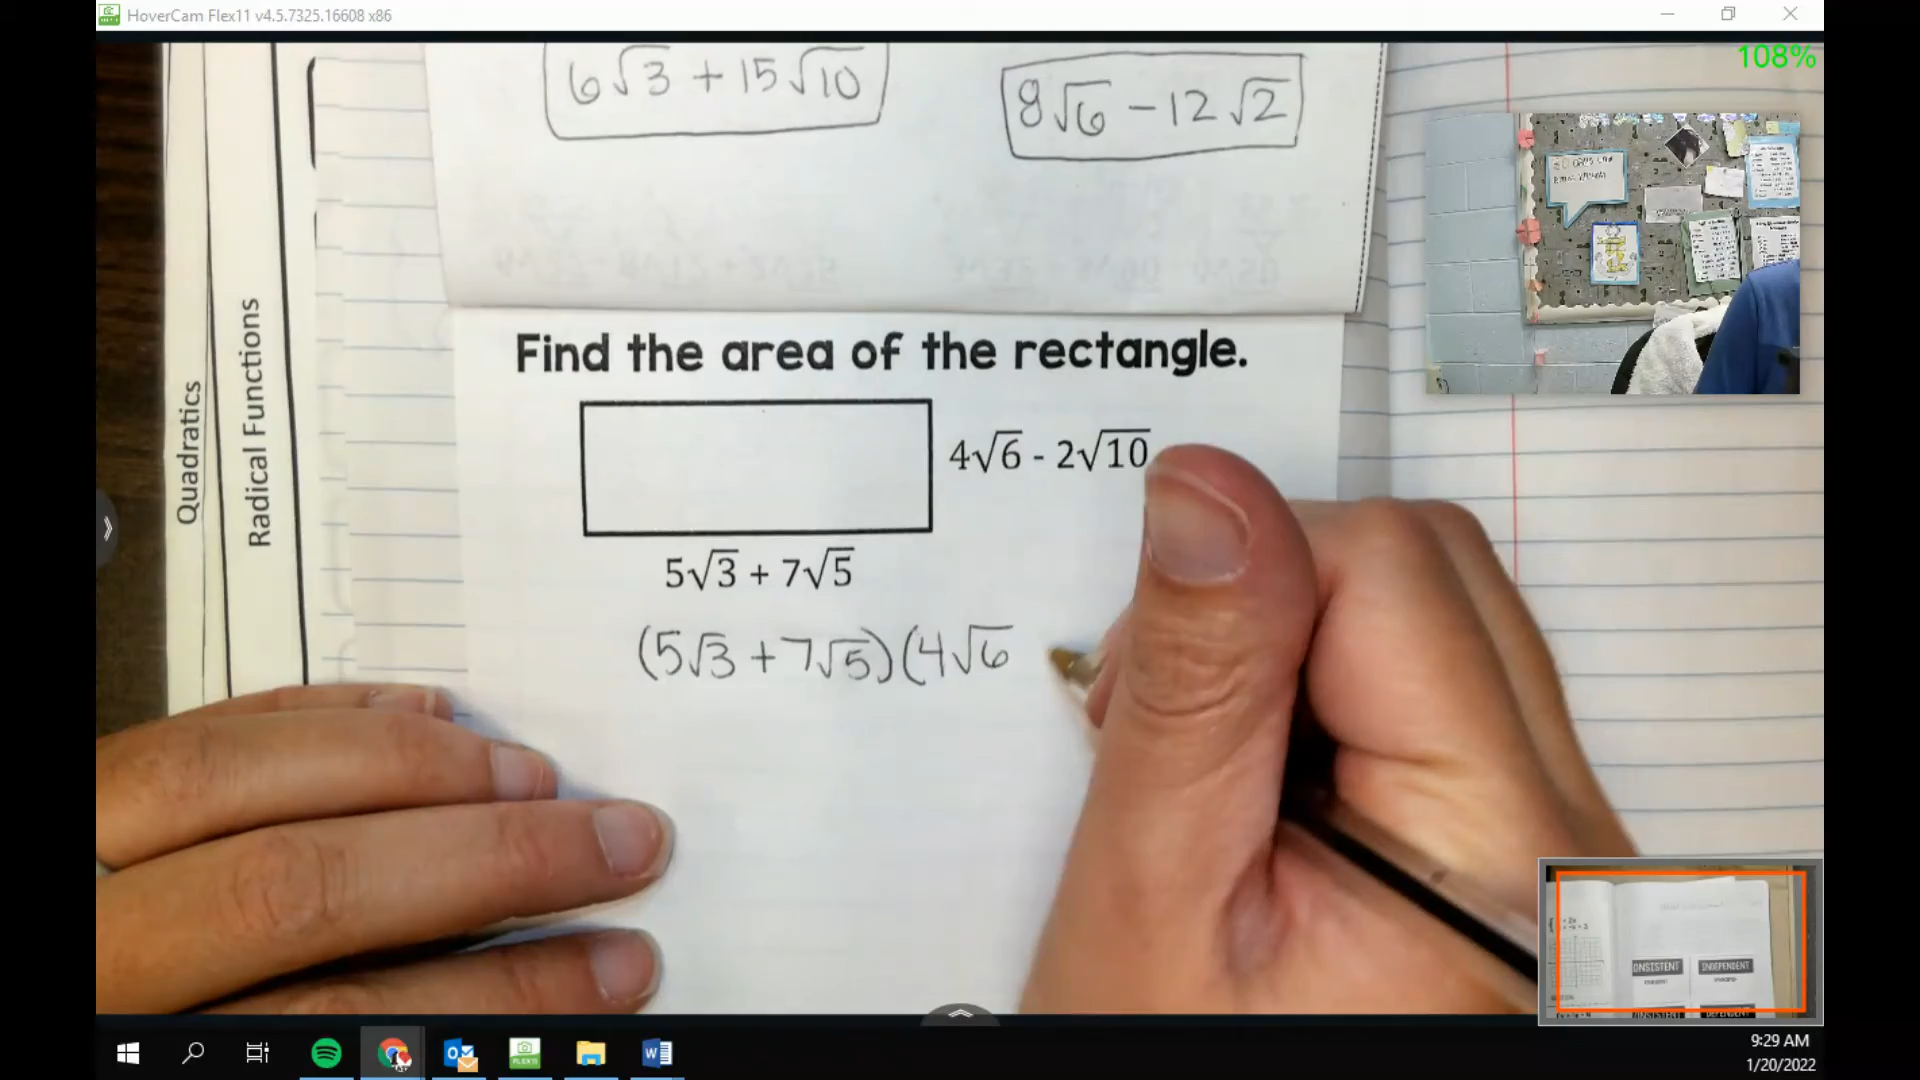 HoverCam Flex11 v4.5.7325.16608 x86
108%
6√3 + 15√10
8√6 - 12√2
Quadratics
Radical Functions
Find the area of the rectangle.
4√6 - 2√10
5√3 + 7√5
(5√3 + 7√5)(4√6
ONSISTENT
INDEPENDENT
FLEX11
9:29 AM
1/20/2022